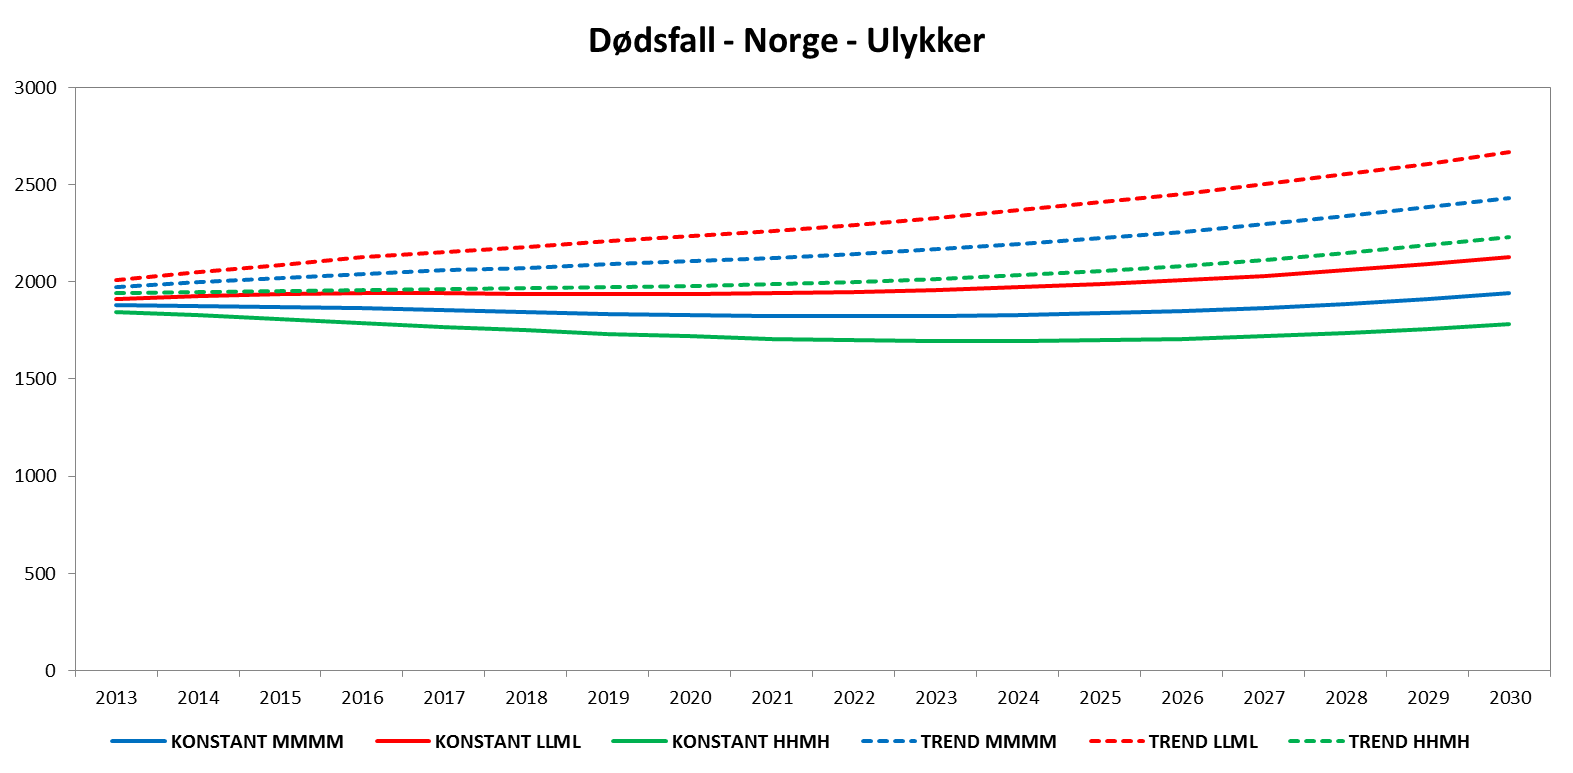 Dødsfall - Norge - Ulykker
3000
2500
2000
1500
1000
500
0
2013 2014 2015 2016 2017 2018 2019 2020 2021 2022 2023 2024 2025 2026 2027 2028 2029 2030
KONSTANT MMMM KONSTANT LLML KONSTANT HHMH TREND MMMM TREND LLML TREND HHMH